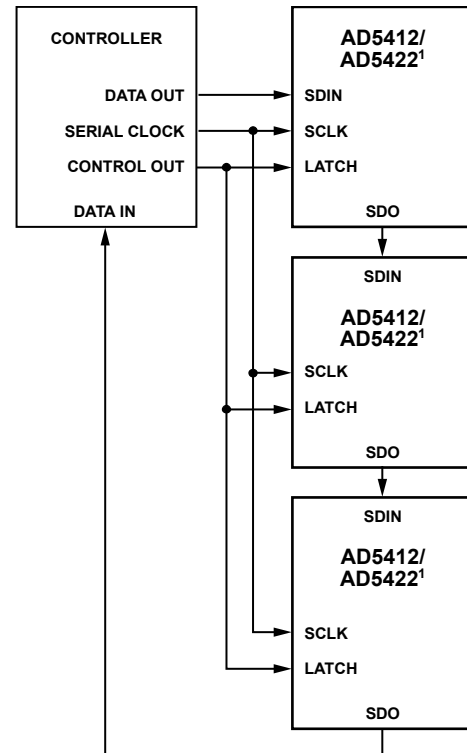 CONTROLLER
DATA OUT
SERIAL CLOCK
CONTROL OUT
DATA IN
AD5412/
AD5422¹
SDIN
SCLK
LATCH
SDO
SDIN
AD5412/
AD5422¹
SCLK
LATCH
SDO
SDIN
AD5412/
AD5422¹
SCLK
LATCH
SDO